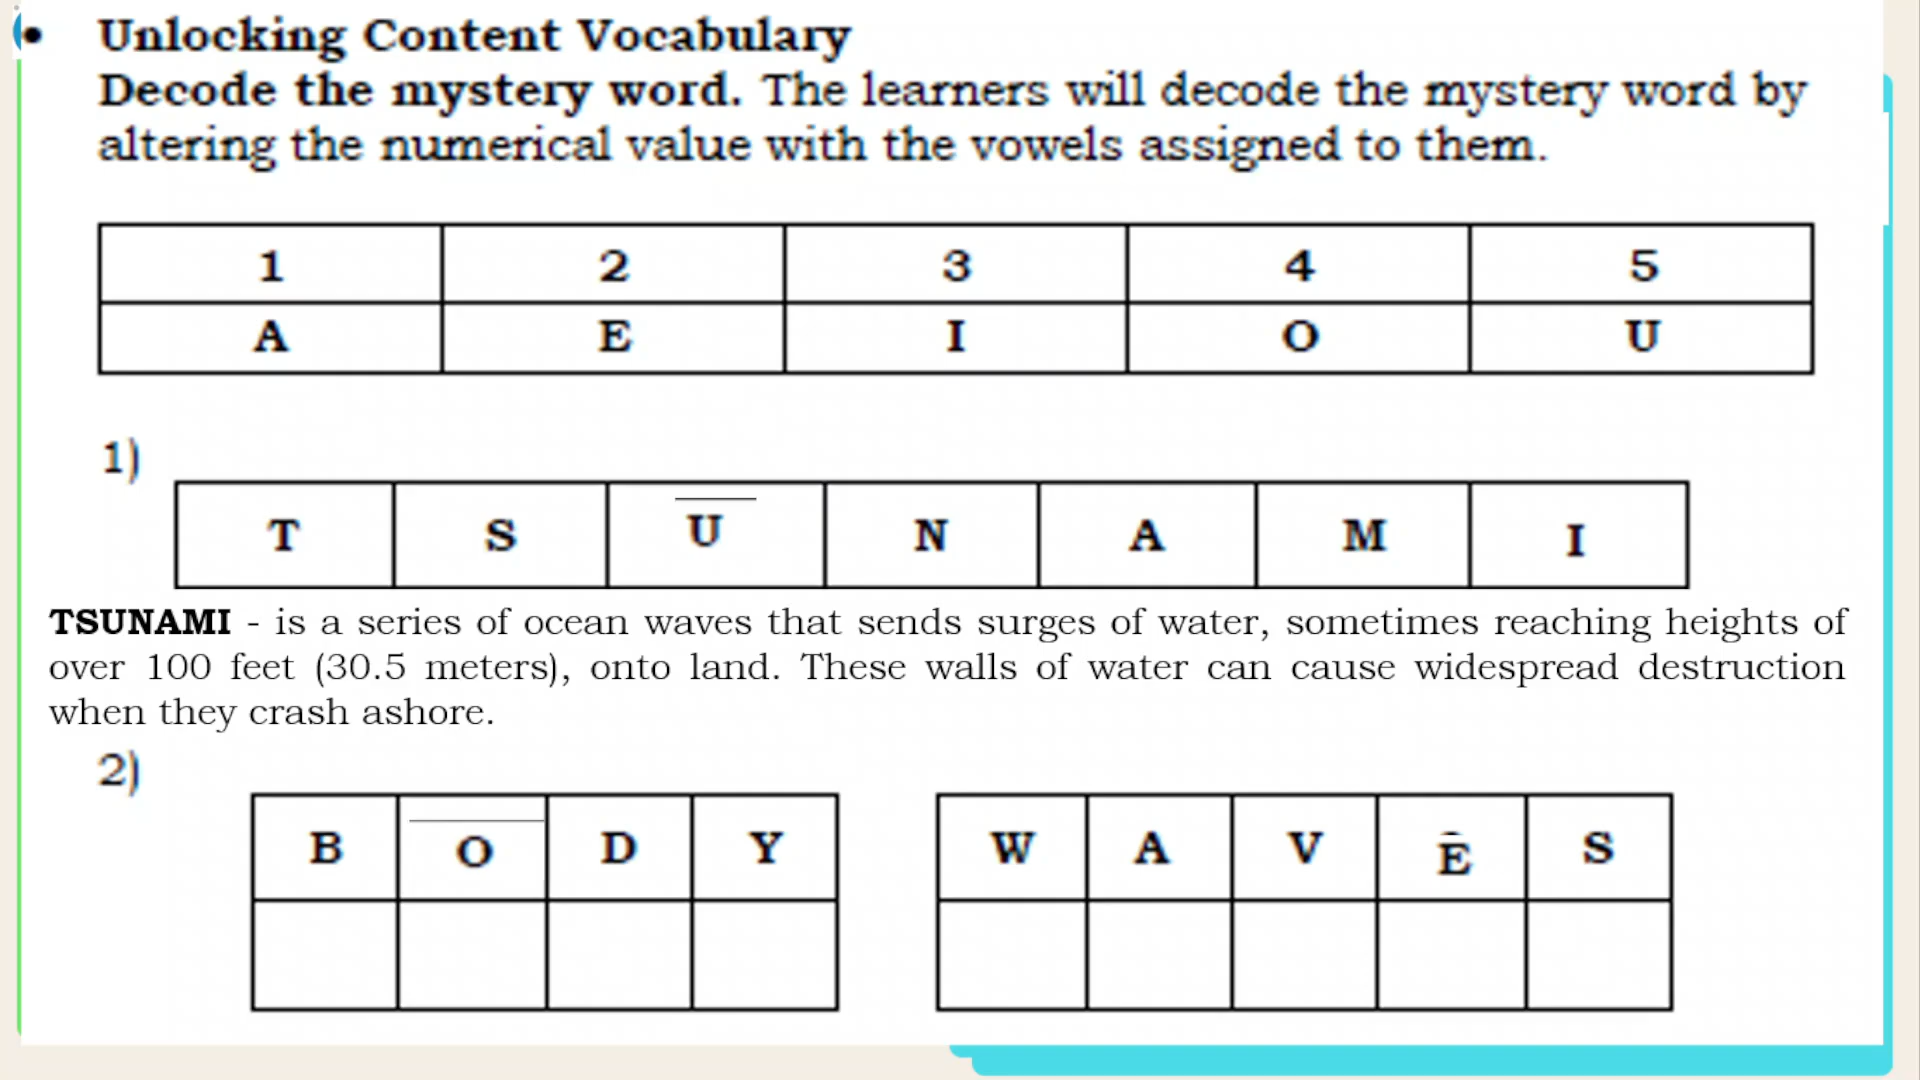 • Unlocking Content Vocabulary
Decode the mystery word. The learners will decode the mystery word by
altering the numerical value with the vowels assigned to them.
1 2 3 4 5
A E I O U
1)
T S U N A M I
TSUNAMI - is a series of ocean waves that sends surges of water, sometimes reaching heights of
over 100 feet (30.5 meters), onto land. These walls of water can cause widespread destruction
when they crash ashore.
2)
B O D Y W A V E S